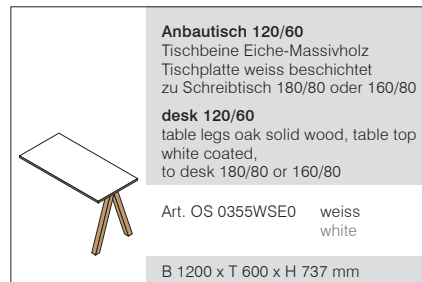 Anbautisch 120/60
Tischbeine Eiche-Massivholz
Tischplatte weiss beschichtet
zu Schreibtisch 180/80 oder 160/80
desk 120/60
table legs oak solid wood, table top
white coated,
to desk 180/80 or 160/80
Art. OS 0355WSE0 weiss
white
B 1200 x T 600 x H 737 mm